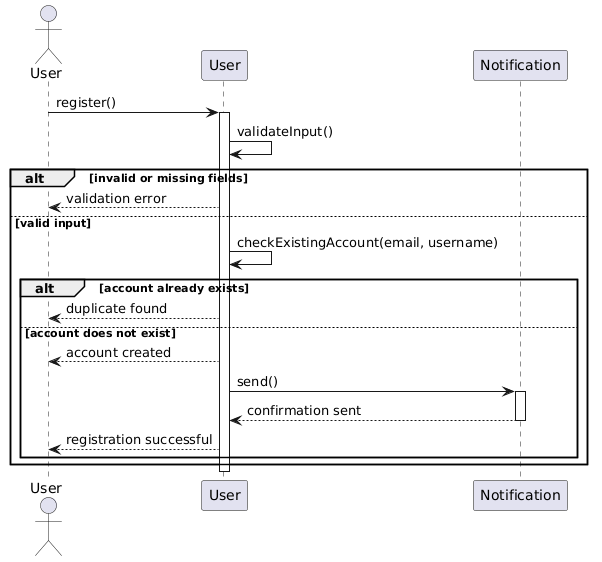 User
User
Notification
register()
validateInput()
alt
[invalid or missing fields]
validation error
[valid input]
checkExistingAccount(email, username)
alt
[account already exists]
duplicate found
[account does not exist]
account created
send()
confirmation sent
registration successful
User
User
Notification